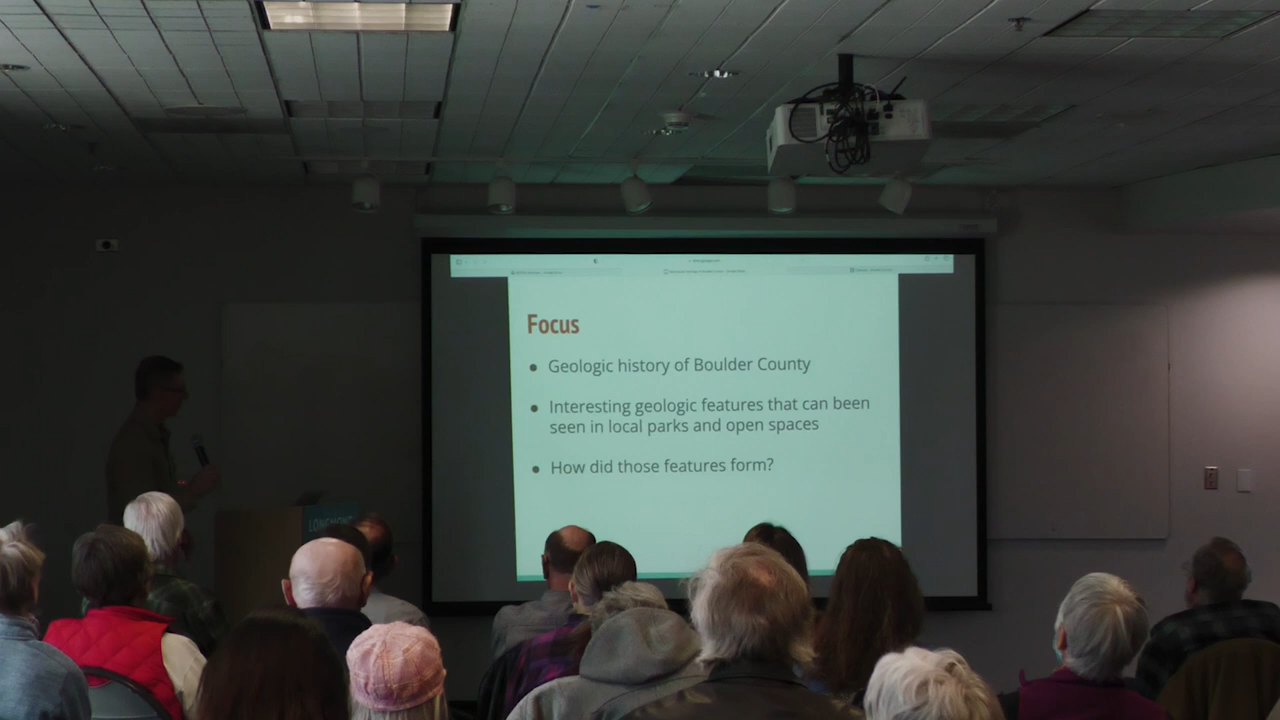 Focus
● Geologic history of Boulder County
● Interesting geologic features that can been
seen in local parks and open spaces
● How did those features form?
LONGMONT